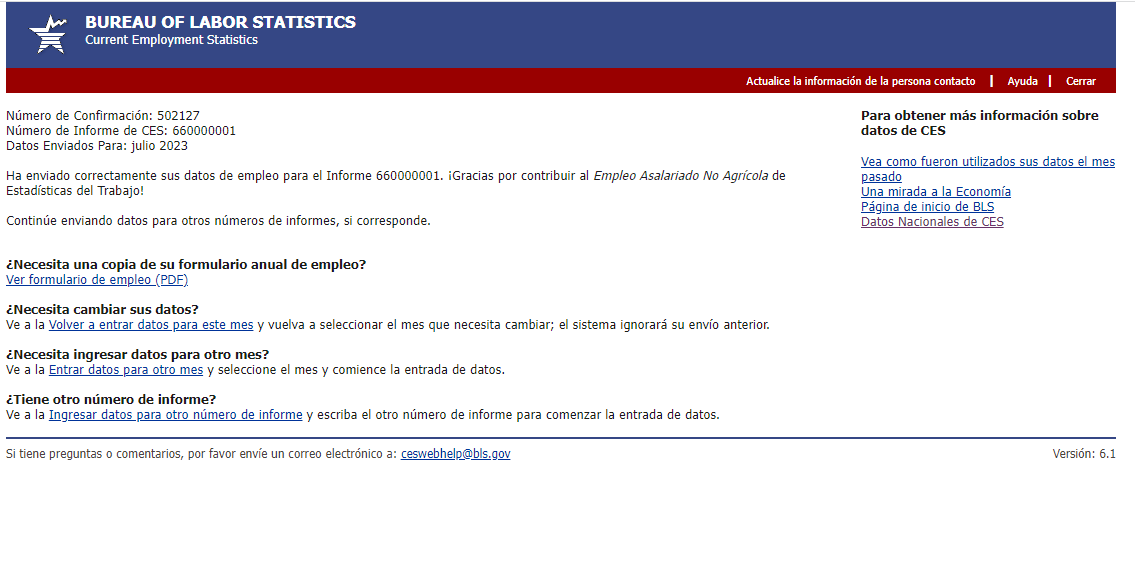 BUREAU OF LABOR STATISTICS
Current Employment Statistics
Actualice la información de la persona contacto | Ayuda | Cerrar
Número de Confirmación: 502127
Número de Informe de CES: 660000001
Datos Enviados Para: julio 2023
Ha enviado correctamente sus datos de empleo para el Informe 660000001. ¡Gracias por contribuir al Empleo Asalariado No Agrícola de
Estadísticas del Trabajo!
Continúe enviando datos para otros números de informes, si corresponde.
¿Necesita una copia de su formulario anual de empleo?
Ver formulario de empleo (PDF)
¿Necesita cambiar sus datos?
Ve a la Volver a entrar datos para este mes y vuelva a seleccionar el mes que necesita cambiar; el sistema ignorará su envío anterior.
¿Necesita ingresar datos para otro mes?
Ve a la Entrar datos para otro mes y seleccione el mes y comience la entrada de datos.
¿Tiene otro número de informe?
Ve a la Ingresar datos para otro número de informe y escriba el otro número de informe para comenzar la entrada de datos.
Para obtener más información sobre
datos de CES
Vea como fueron utilizados sus datos el mes
pasado
Una mirada a la Economía
Página de inicio de BLS
Datos Nacionales de CES
Si tiene preguntas o comentarios, por favor envíe un correo electrónico a: ceswebhelp@bls.gov
Versión: 6.1